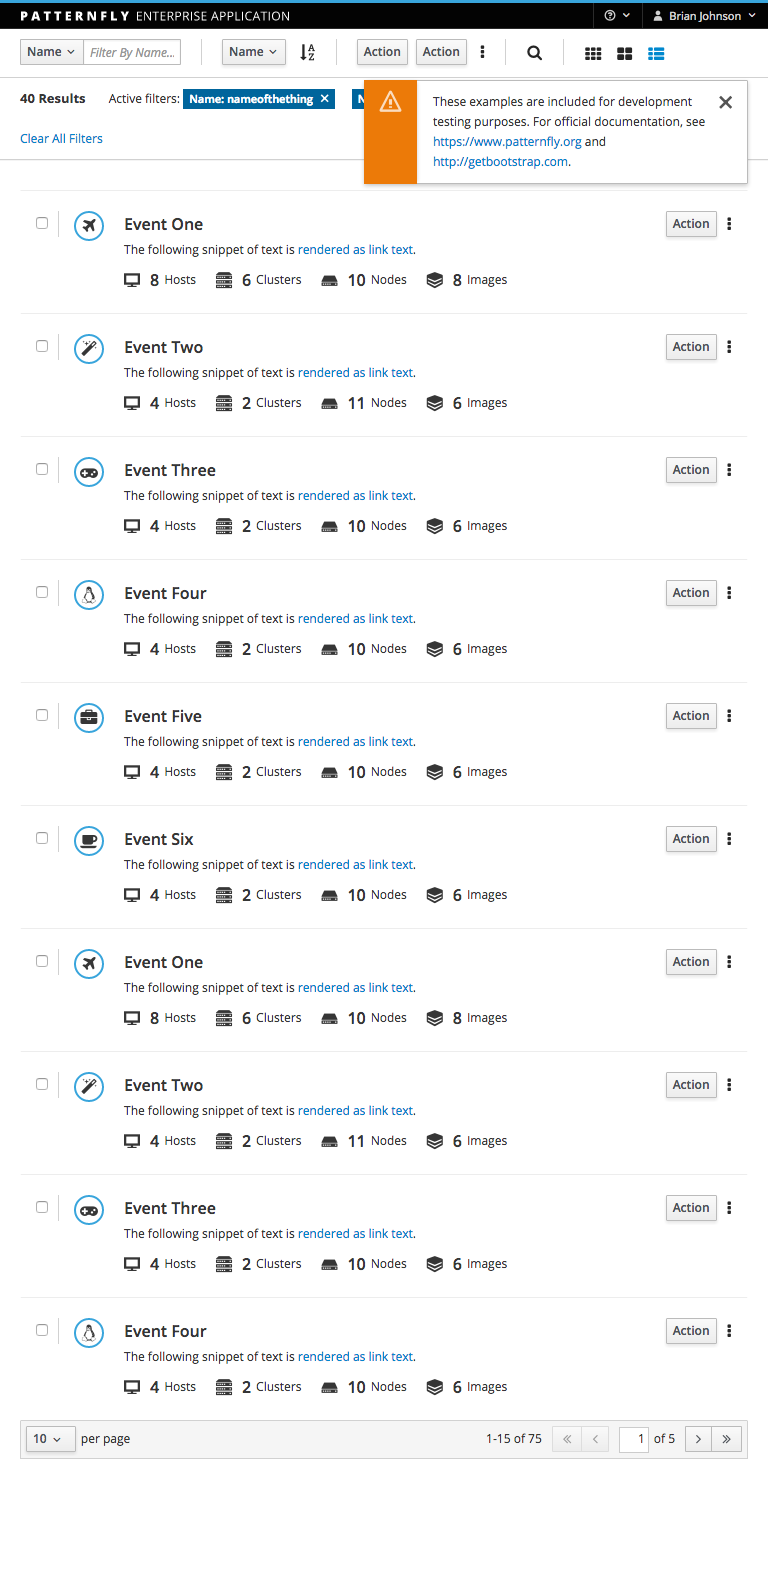 PATTERNFLY ENTERPRISE APPLICATION
Brian Johnson
Name Filter By Name... Name Action Action
40 Results Active filters: Name: nameofthething ×
Clear All Filters
These examples are included for development
testing purposes. For official documentation, see
https://www.patternfly.org and
http://getbootstrap.com.
Event One Action
The following snippet of text is rendered as link text.
8 Hosts 6 Clusters 10 Nodes 8 Images
Event Two Action
The following snippet of text is rendered as link text.
4 Hosts 2 Clusters 11 Nodes 6 Images
Event Three Action
The following snippet of text is rendered as link text.
4 Hosts 2 Clusters 10 Nodes 6 Images
Event Four Action
The following snippet of text is rendered as link text.
4 Hosts 2 Clusters 10 Nodes 6 Images
Event Five Action
The following snippet of text is rendered as link text.
4 Hosts 2 Clusters 10 Nodes 6 Images
Event Six Action
The following snippet of text is rendered as link text.
4 Hosts 2 Clusters 10 Nodes 6 Images
Event One Action
The following snippet of text is rendered as link text.
8 Hosts 6 Clusters 10 Nodes 8 Images
Event Two Action
The following snippet of text is rendered as link text.
4 Hosts 2 Clusters 11 Nodes 6 Images
Event Three Action
The following snippet of text is rendered as link text.
4 Hosts 2 Clusters 10 Nodes 6 Images
Event Four Action
The following snippet of text is rendered as link text.
4 Hosts 2 Clusters 10 Nodes 6 Images
10 per page 1-15 of 75 « < 1 of 5 > »